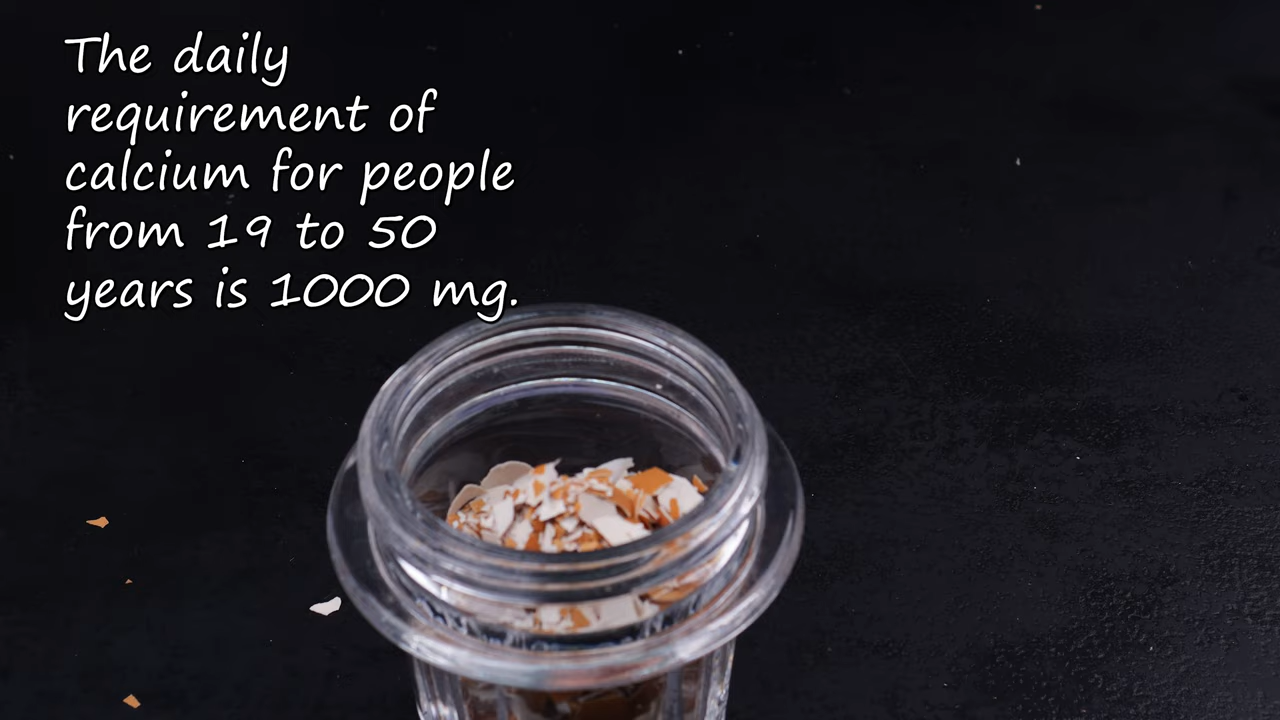 The daily
requirement of
calcium for people
from 19 to 50
years is 1000 mg.